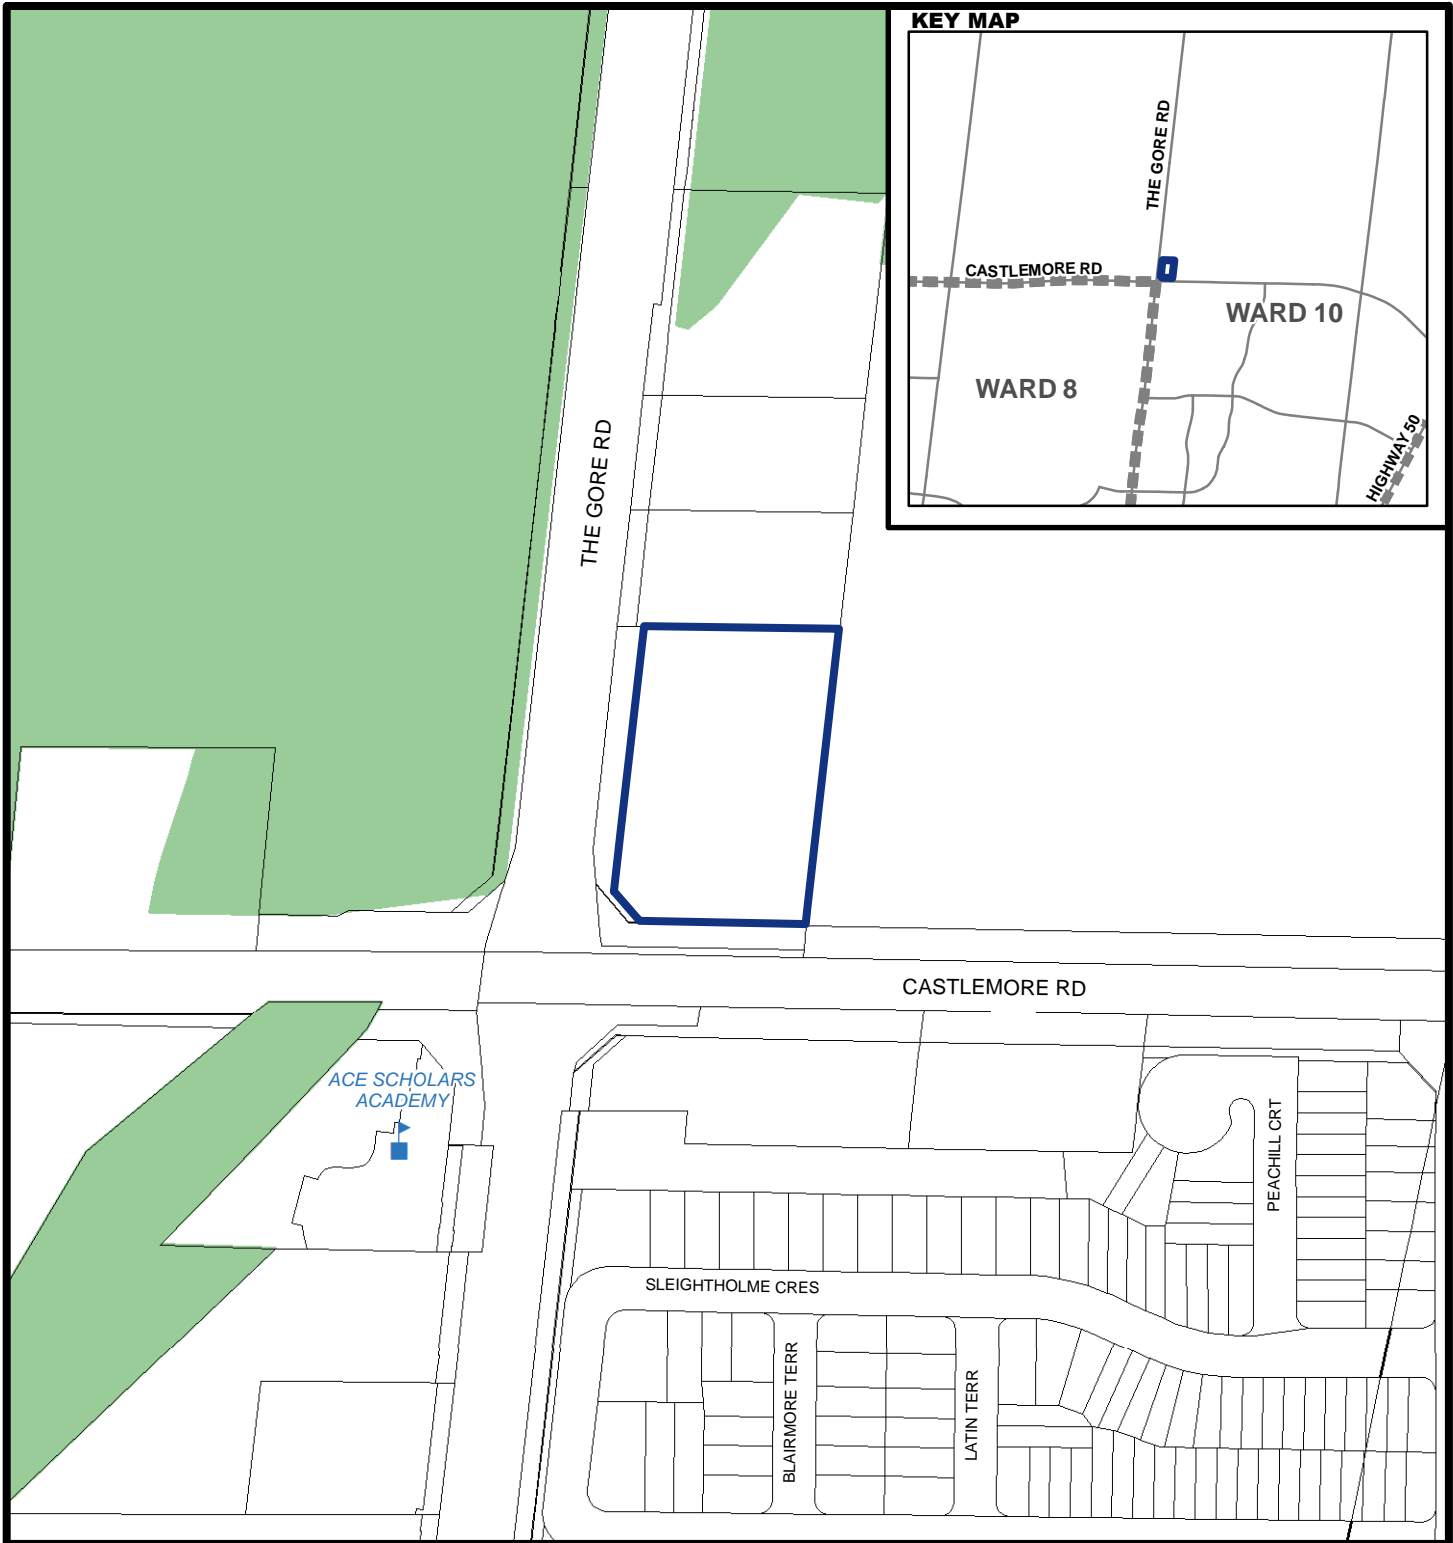 KEY MAP
THE GORE RD
CASTLEMORE RD
WARD 10
WARD 8
HIGHWAY 50
THE GORE RD
CASTLEMORE RD
ACE SCHOLARS
ACADEMY
PEACHILL CRT
SLEIGHTHOLME CRES
BLAIRMORE TERR
LATIN TERR